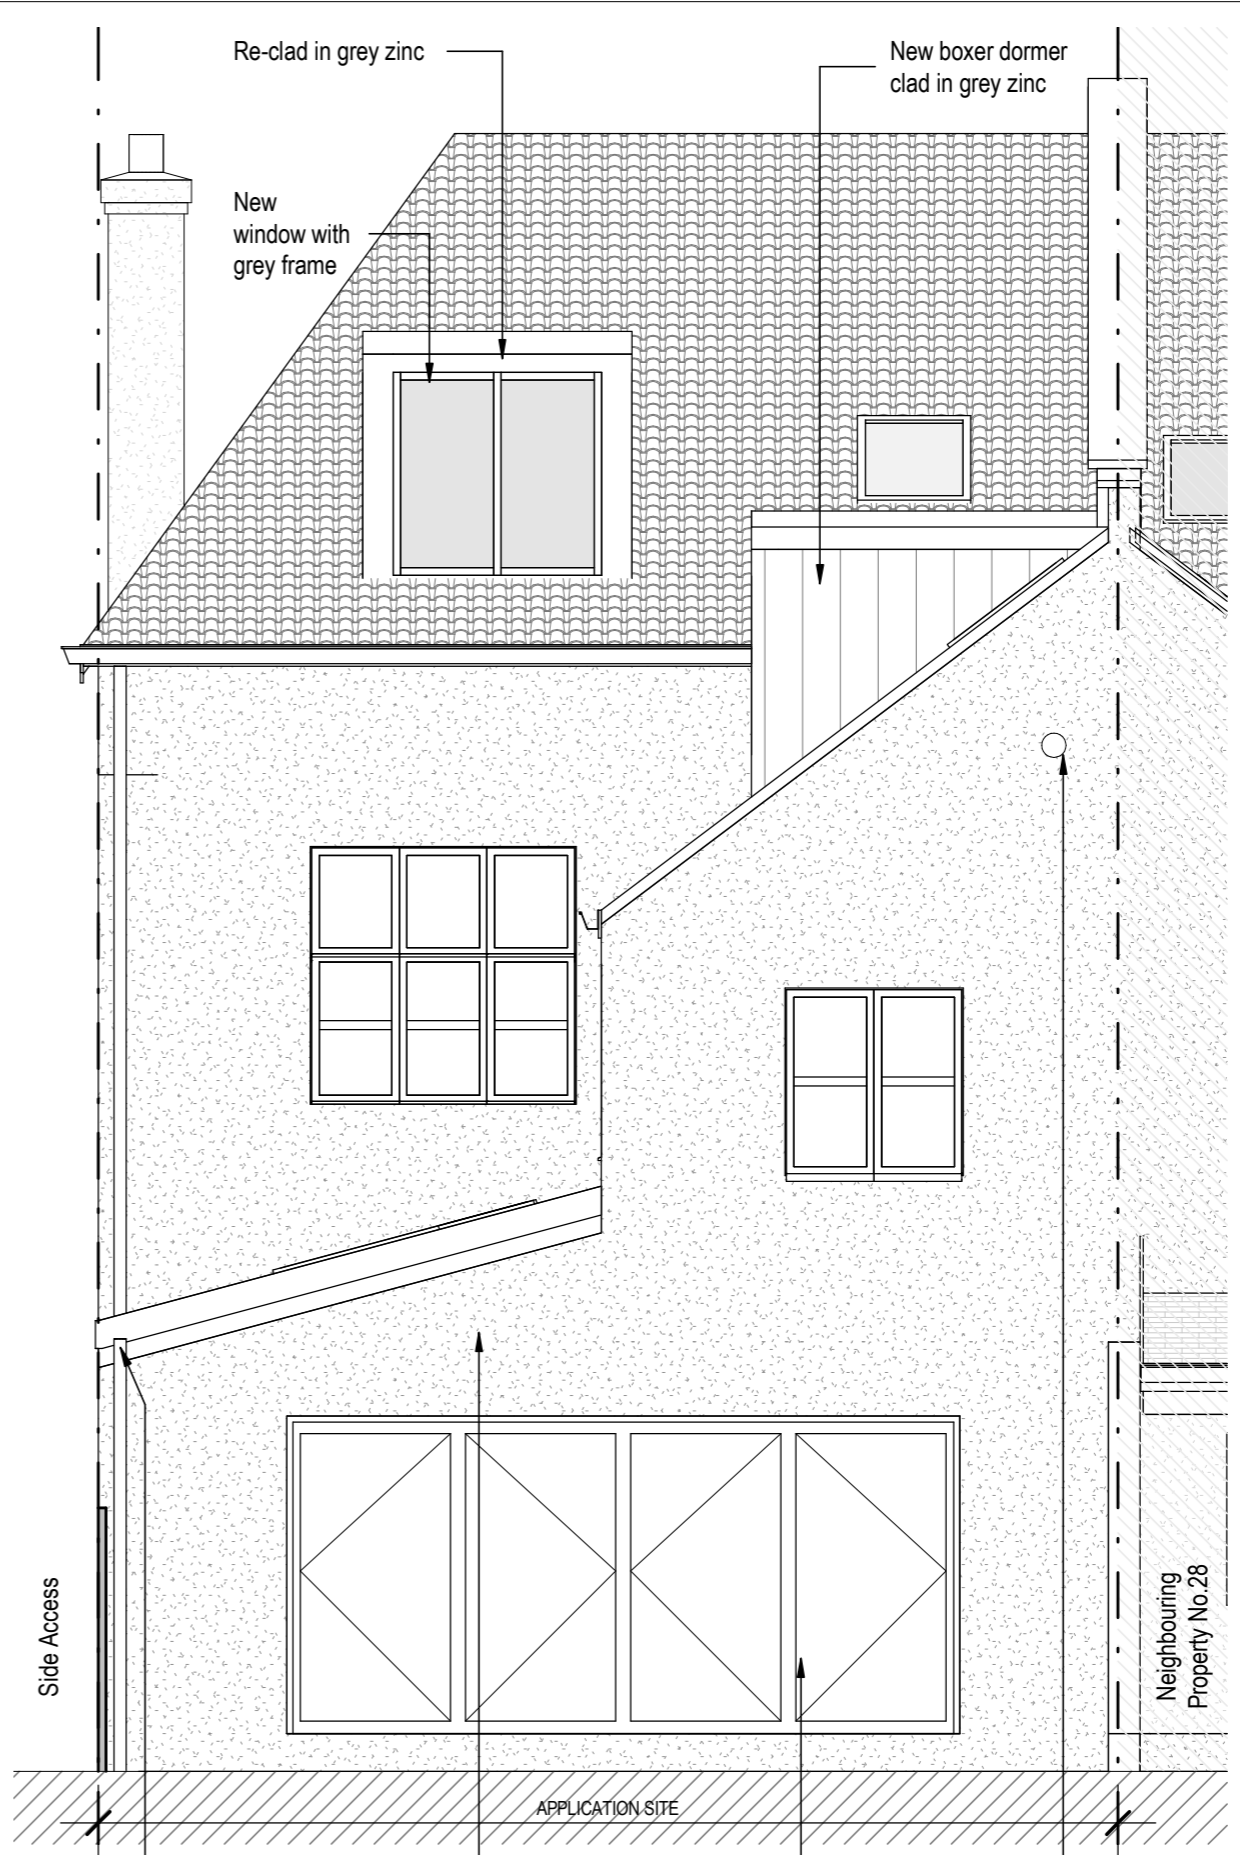 Re-clad in grey zinc
New boxer dormer
clad in grey zinc
New
window with
grey frame
Side Access
Neighbouring
Property No.28
APPLICATION SITE